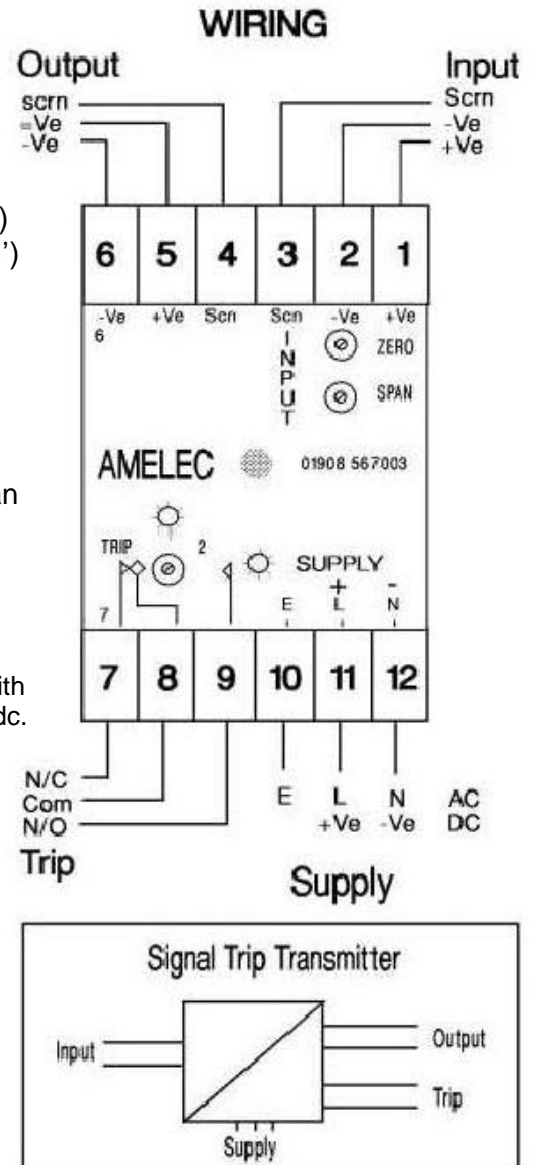 WIRING
Output Input
scrn Scrn
=Ve -Ve
-Ve +Ve
)
')
6 5 4 3 2 1
-Ve +Ve Scn Scn -Ve +Ve
6
INPUT
ZERO
SPAN
AMELEC 01908 567003
an
TRIP 2
SUPPLY
+ -
E L N
7
ith
dc.
7 8 9 10 11 12
N/C
Com
N/O
E L N AC
+Ve -Ve DC
Trip
Supply
Signal Trip Transmitter
Input
Output
Trip
Supply